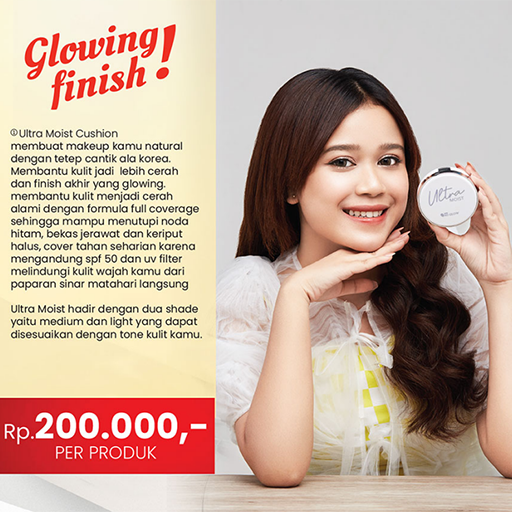 Glowing
finish!
Ultra Moist Cushion
membuat makeup kamu natural
dengan tetep cantik ala korea.
Membantu kulit jadi lebih cerah
dan finish akhir yang glowing.
membantu kulit menjadi cerah
alami dengan formula full coverage
sehingga mampu menutupi noda
hitam, bekas jerawat dan keriput
halus, cover tahan seharian karena
mengandung spf 50 dan uv filter
melindungi kulit wajah kamu dari
paparan sinar matahari langsung
Ultra Moist hadir dengan dua shade
yaitu medium dan light yang dapat
disesuaikan dengan tone kulit kamu.
Rp.200.000,-
PER PRODUK
Ultra
MOIST